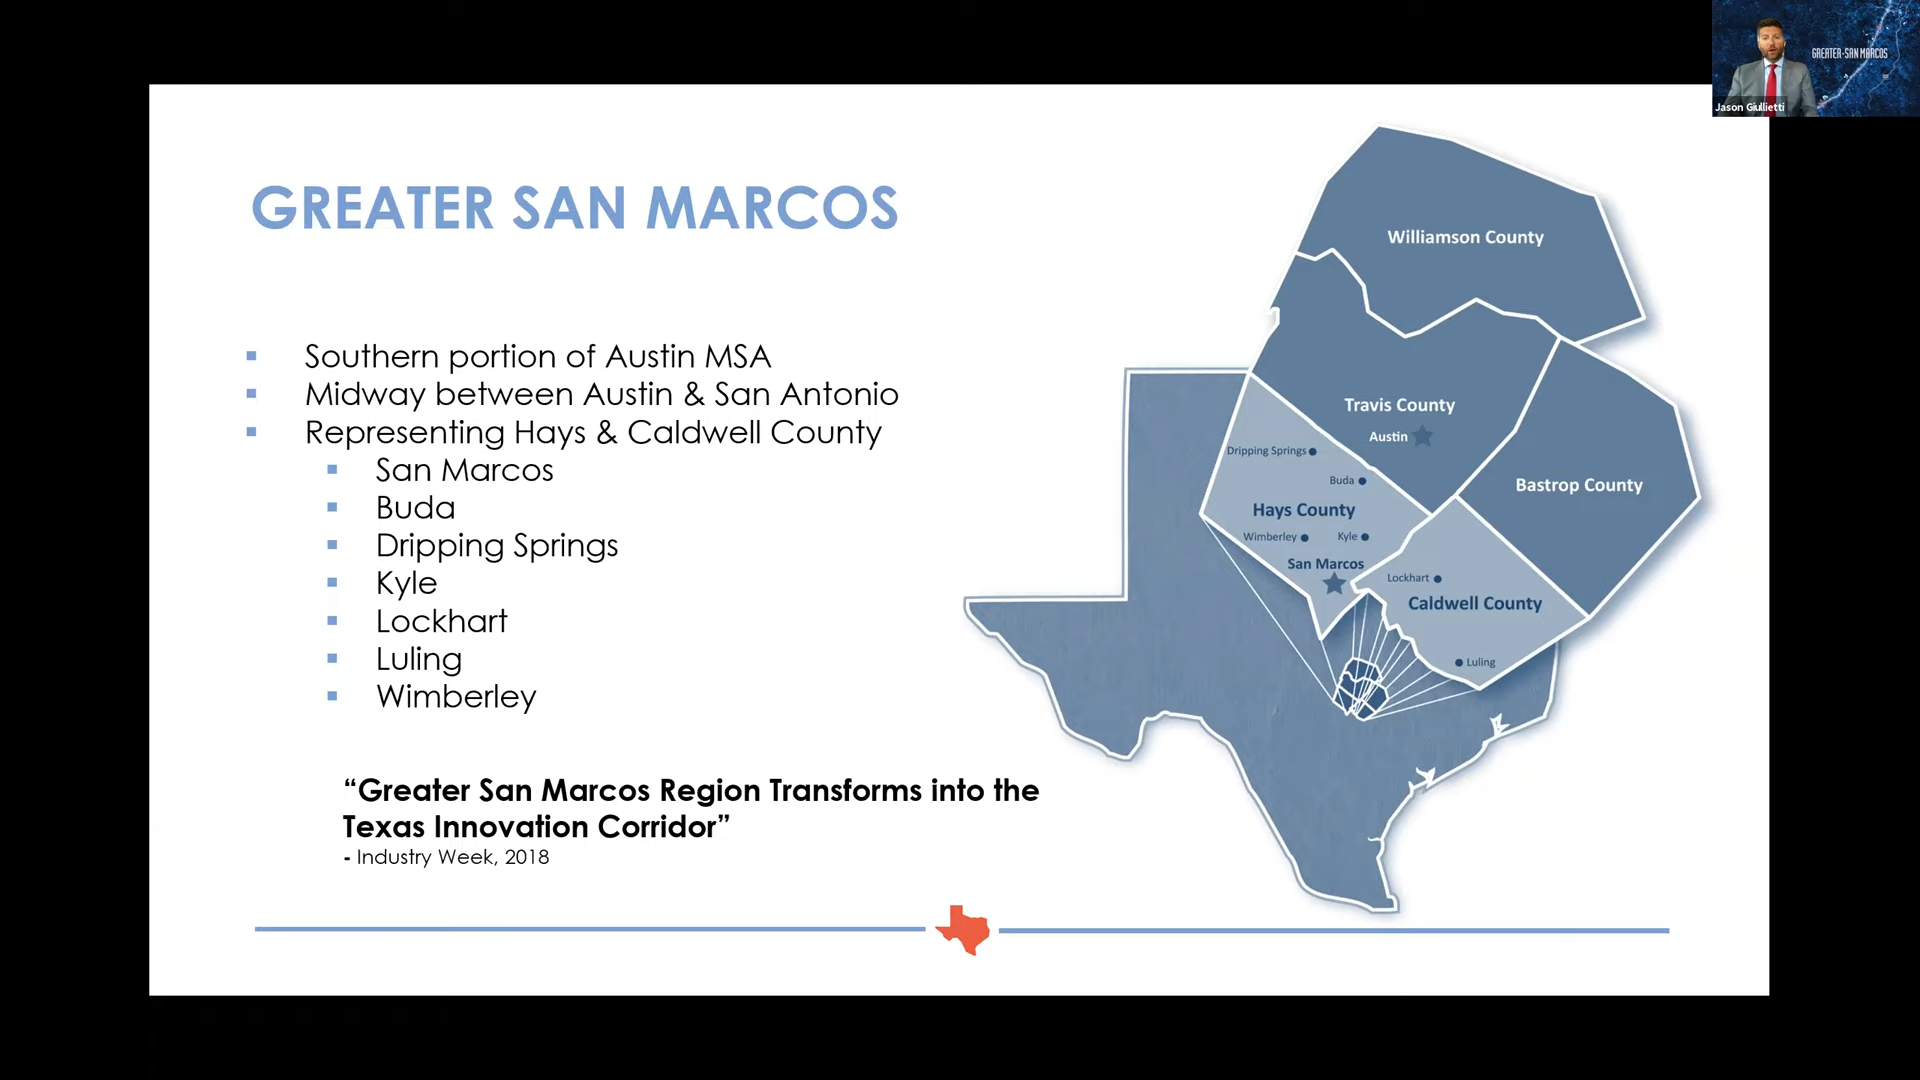 GREATER SAN MARCOS
Southern portion of Austin MSA
Midway between Austin & San Antonio
Representing Hays & Caldwell County
San Marcos
Buda
Dripping Springs
Kyle
Lockhart
Luling
Wimberley
“Greater San Marcos Region Transforms into the
Texas Innovation Corridor”
- Industry Week, 2018
Williamson County
Travis County
Austin
Bastrop County
Dripping Springs
Buda
Hays County
Wimberley
Kyle
San Marcos
Lockhart
Caldwell County
Luling
GREATER·SAN MARCOS
Jason Giullietti